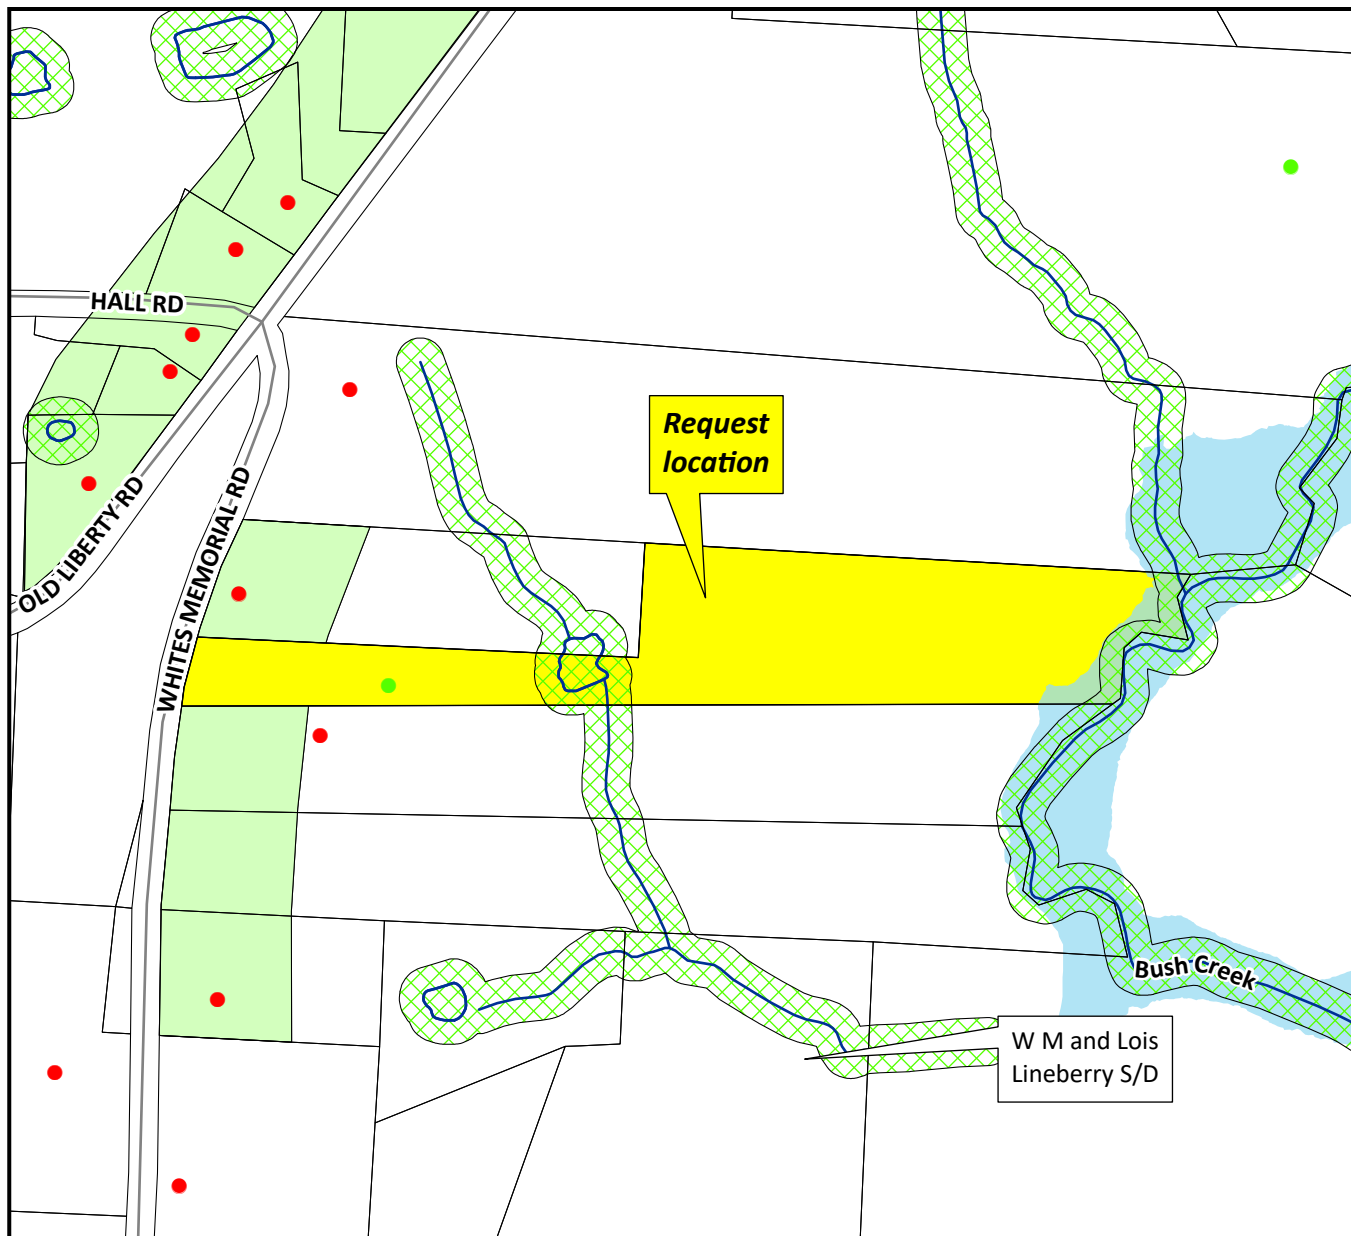 HALL RD
Request
location
OLD LIBERTY RD
WHITES MEMORIAL RD
Bush Creek
W M and Lois
Lineberry S/D